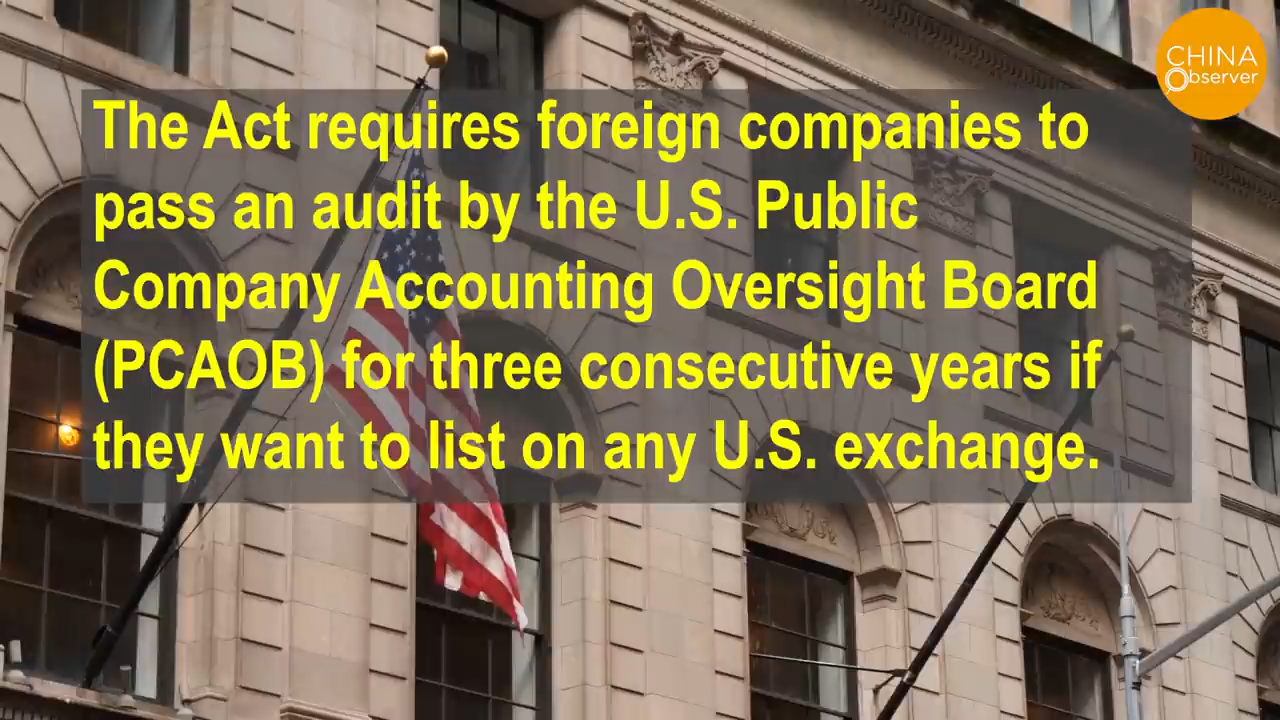 CHINA
Observer
The Act requires foreign companies to
pass an audit by the U.S. Public
Company Accounting Oversight Board
(PCAOB) for three consecutive years if
they want to list on any U.S. exchange.